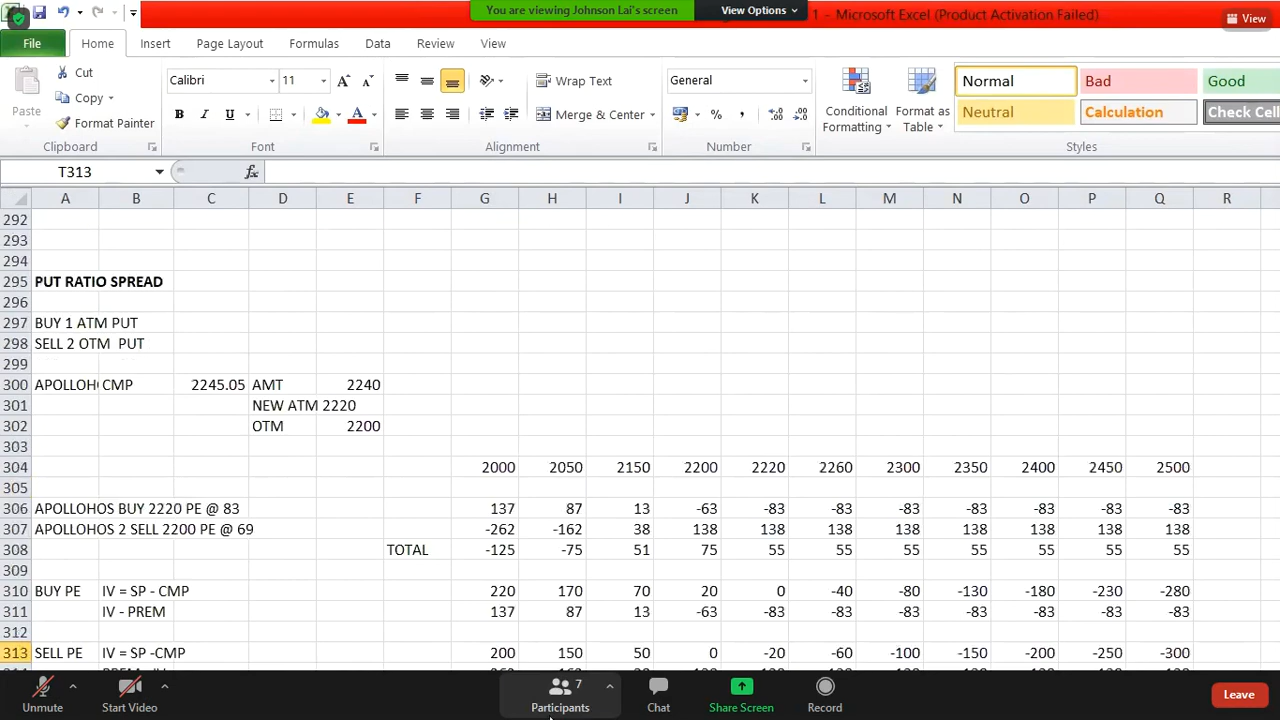 You are viewing Johnson Lai's screen
View Options
1 - Microsoft Excel (Product Activation Failed)
View
File
Home
Insert
Page Layout
Formulas
Data
Review
View
Paste
Cut
Copy
Format Painter
Clipboard
Calibri
11
B I U
Font
Wrap Text
Merge & Center
Alignment
General
Number
Conditional Formatting
Format as Table
Normal
Bad
Good
Neutral
Calculation
Check Cell
Styles
T313
fx
A B C D E F G H I J K L M N O P Q R
292
293
294
295 PUT RATIO SPREAD
296
297 BUY 1 ATM PUT
298 SELL 2 OTM PUT
299
300 APOLLOH CMP 2245.05 AMT 2240
301 NEW ATM 2220
302 OTM 2200
303
304 2000 2050 2150 2200 2220 2260 2300 2350 2400 2450 2500
305
306 APOLLOHOS BUY 2220 PE @ 83 137 87 13 -63 -83 -83 -83 -83 -83 -83 -83
307 APOLLOHOS 2 SELL 2200 PE @ 69 -262 -162 38 138 138 138 138 138 138 138 138
308 TOTAL -125 -75 51 75 55 55 55 55 55 55 55
309
310 BUY PE IV = SP - CMP 220 170 70 20 0 -40 -80 -130 -180 -230 -280
311 IV - PREM 137 87 13 -63 -83 -83 -83 -83 -83 -83 -83
312
313 SELL PE IV = SP -CMP 200 150 50 0 -20 -60 -100 -150 -200 -250 -300
Unmute
Start Video
7
Participants
Chat
Share Screen
Record
Leave